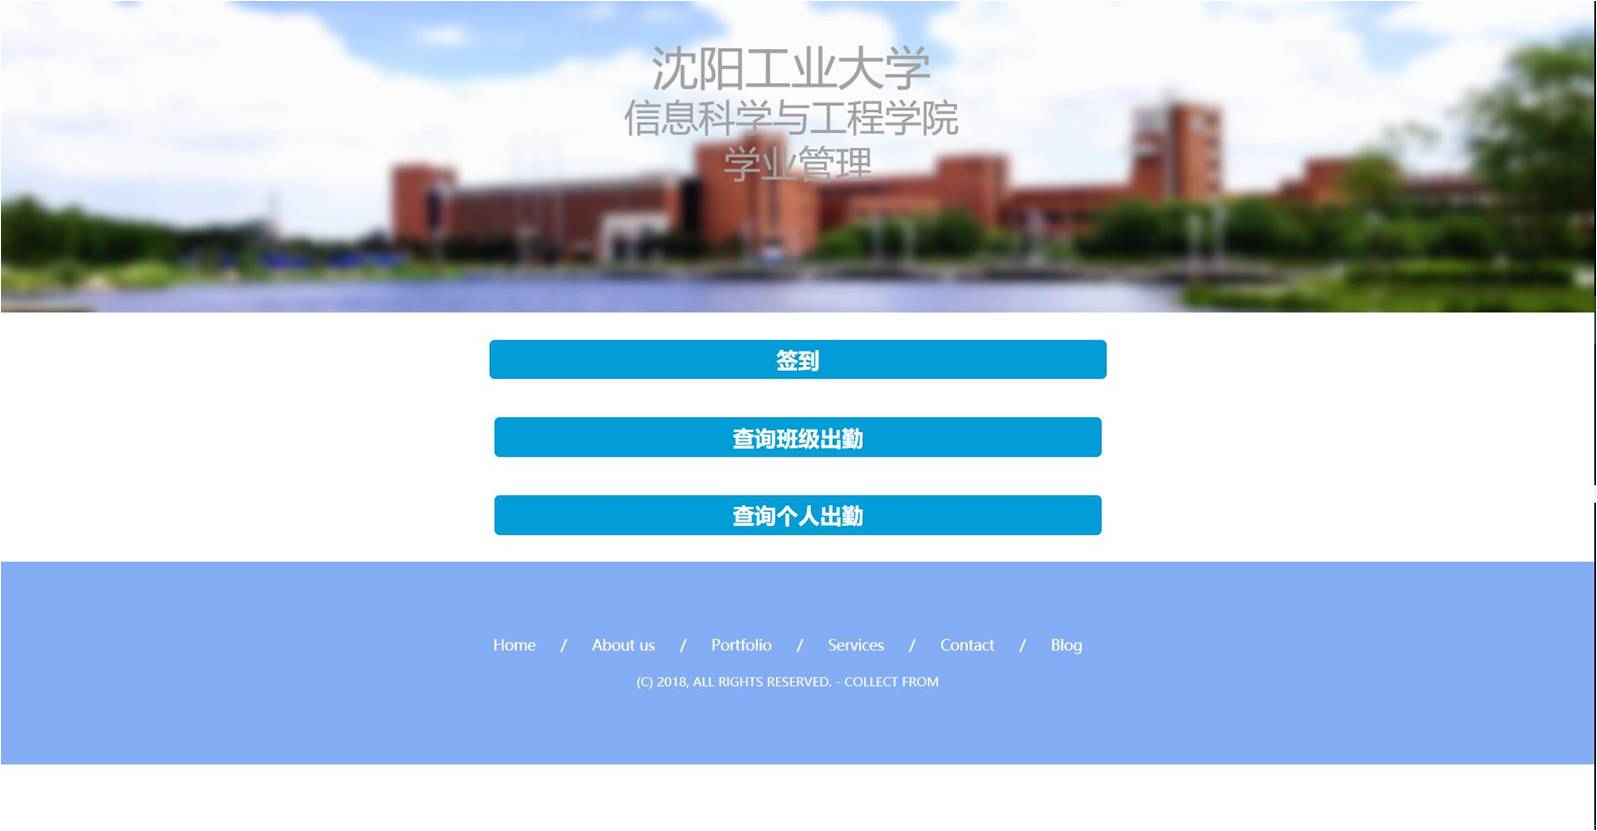 沈阳工业大学
信息科学与工程学院
学业管理
签到
查询班级出勤
查询个人出勤
Home / About us / Portfolio / Services / Contact / Blog
(C) 2018, ALL RIGHTS RESERVED. - COLLECT FROM